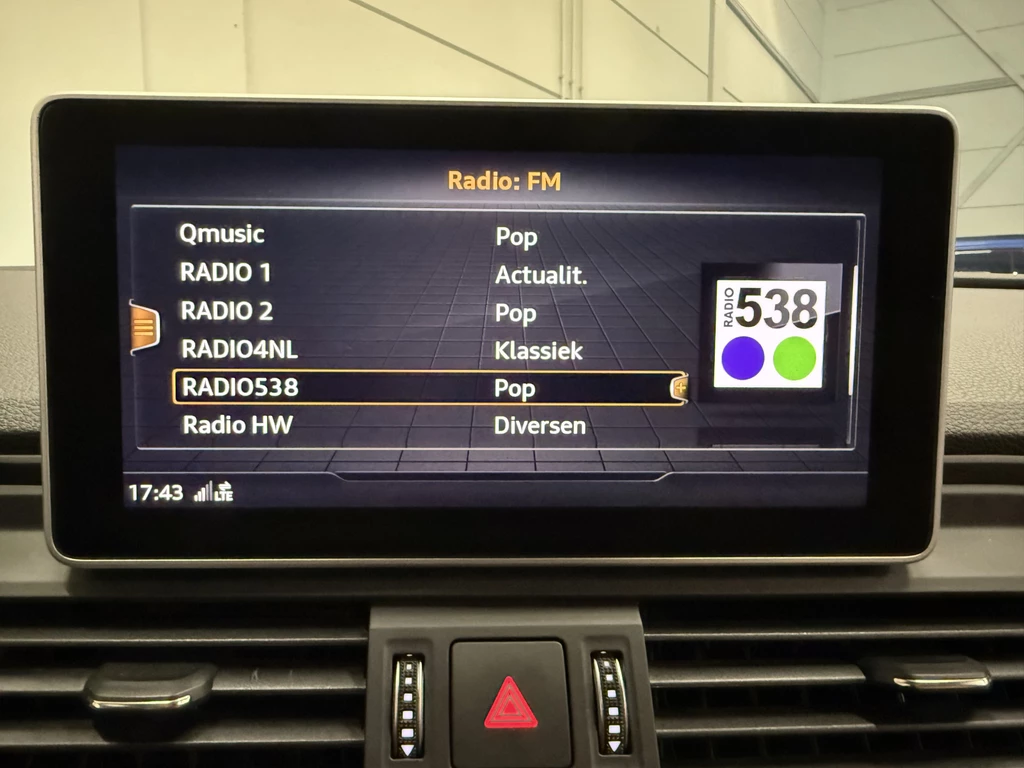 Radio: FM
Qmusic Pop
RADIO 1 Actualit.
RADIO 2 Pop
RADIO4NL Klassiek
RADIO538 Pop
Radio HW Diversen
RADIO 538
17:43 LTE